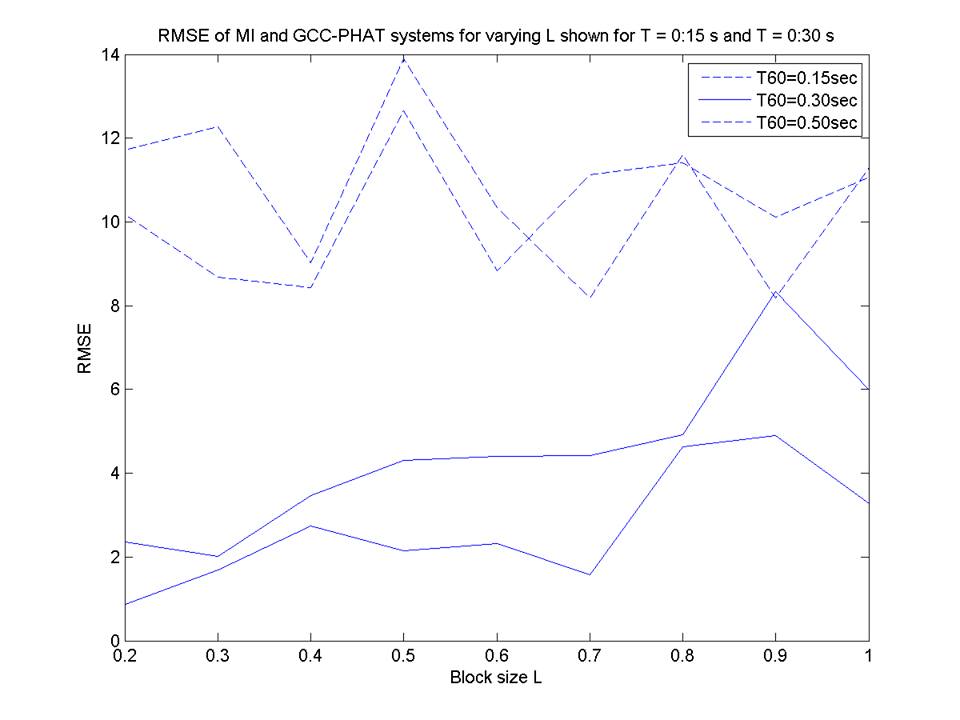 RMSE of MI and GCC-PHAT systems for varying L shown for T = 0:15 s and T = 0:30 s
T60=0.15sec
T60=0.30sec
T60=0.50sec
14
12
10
8
6
4
2
0
RMSE
0.2 0.3 0.4 0.5 0.6 0.7 0.8 0.9 1
Block size L